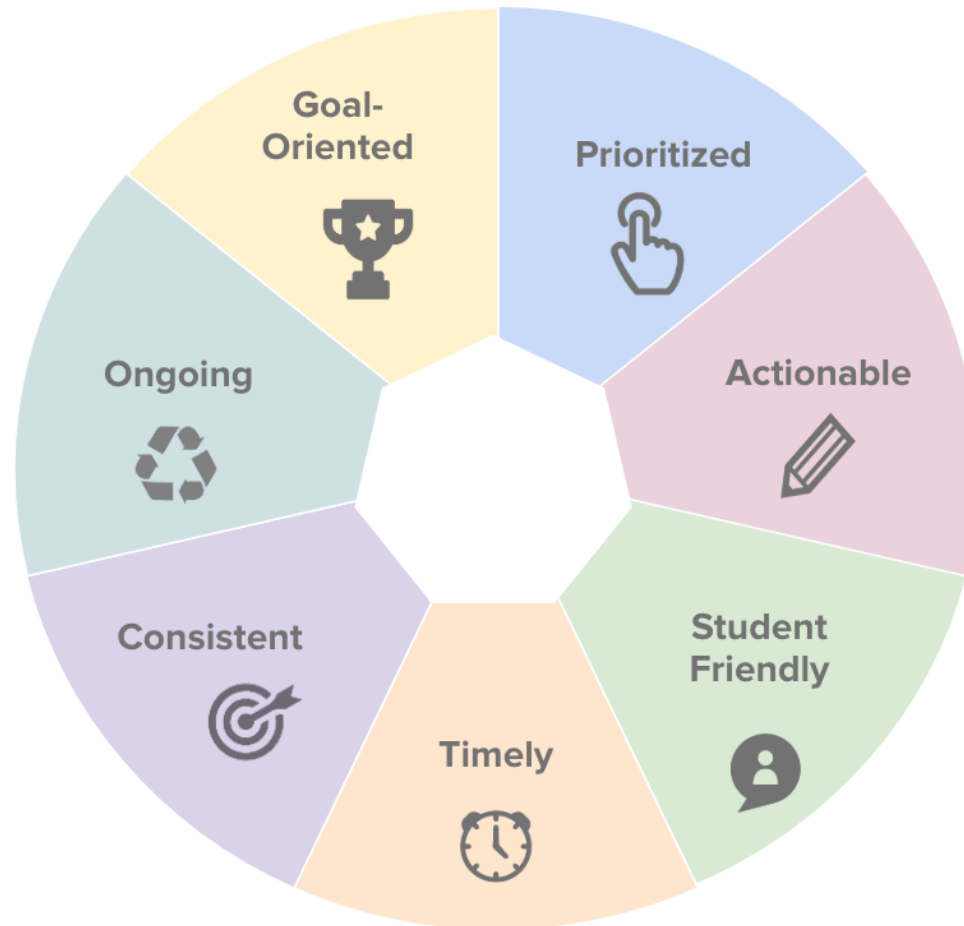 Goal-
Oriented
Prioritized
Actionable
Student
Friendly
Timely
Consistent
Ongoing